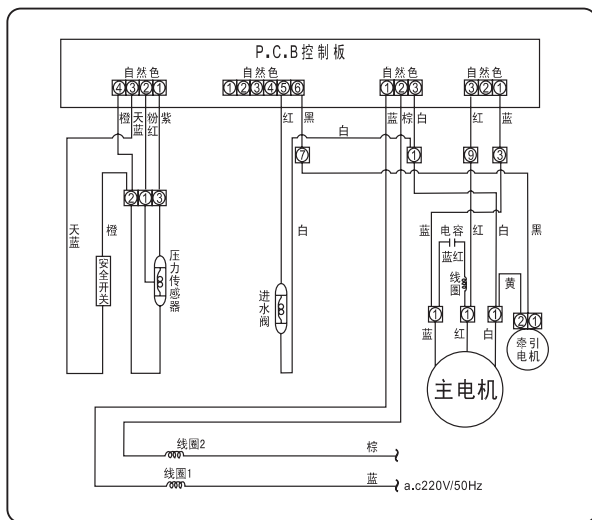 P.C.B控制板
自然色 自然色 自然色 自然色
④③②① ①②③④⑤⑥ ①②③ ③②①
橙 天蓝 粉红 紫 红 黑 蓝 棕 白 红 蓝
白
⑦ ① ⑨ ③
② ① ③
天蓝 橙 白 蓝 电容 红 白 黑
蓝红
安全开关 压力传感器 进水阀 线圈 黄
① ① ① ② ①
蓝 红 白 牵引电机
主电机
线圈2 棕
线圈1 蓝 a.c220V/50Hz